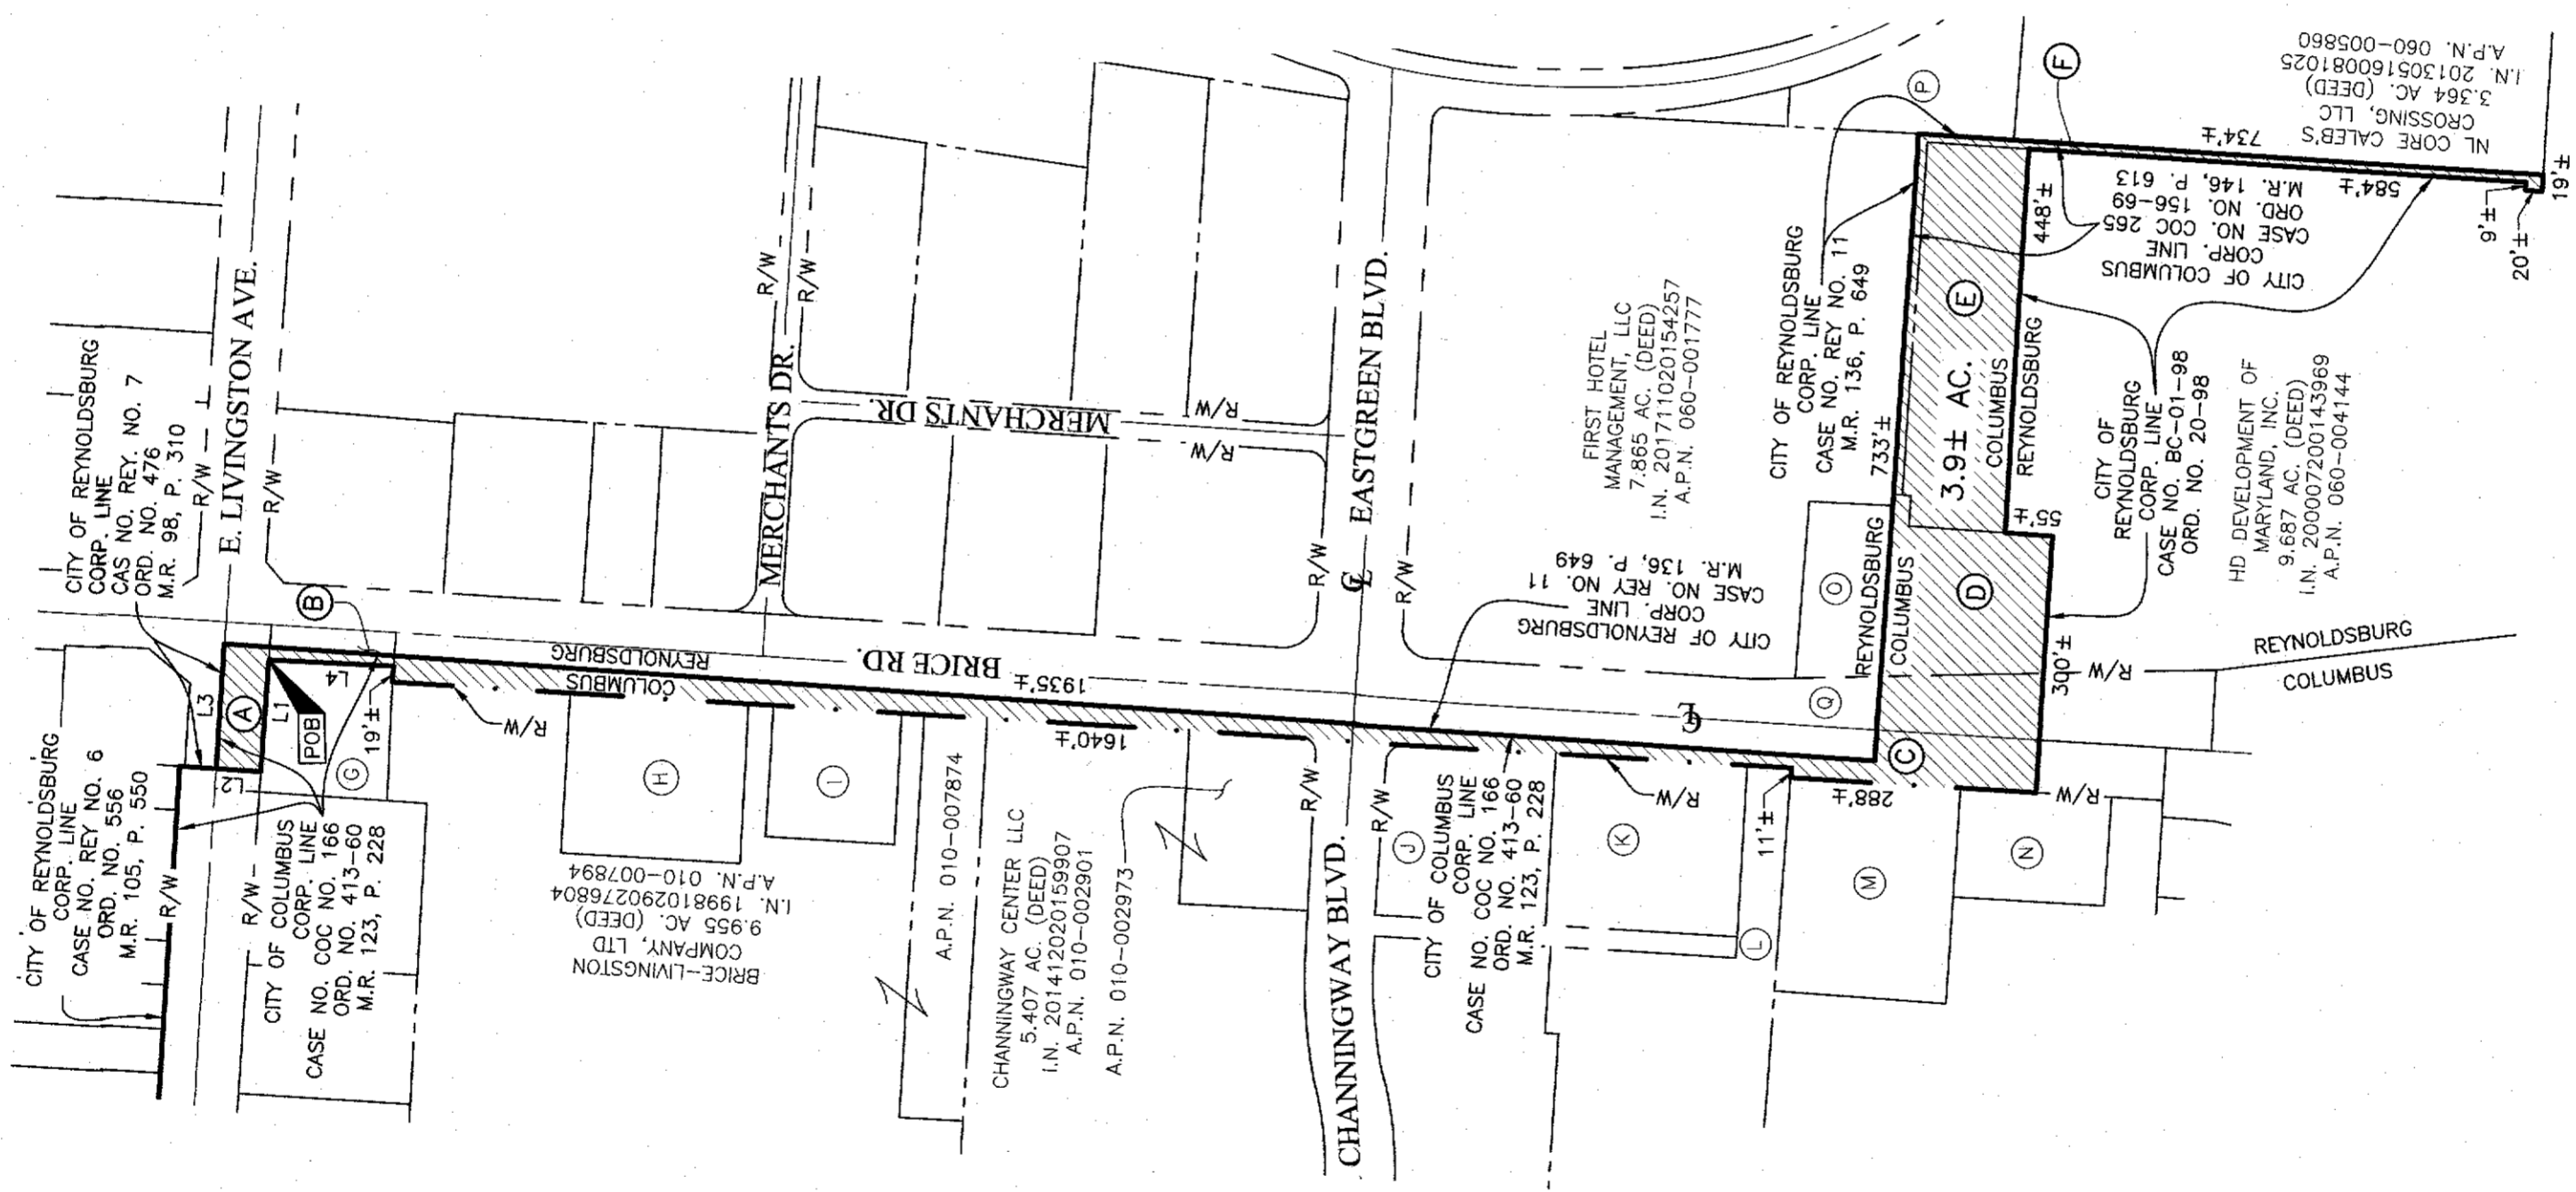 CITY OF REYNOLDSBURG
CORP. LINE
CASE NO. REY NO. 6
ORD. NO. 556
M.R. 105, P. 550
CITY OF REYNOLDSBURG
CORP. LINE
CAS NO. REY. NO. 7
ORD. NO. 476
M.R. 98, P. 310
R/W
R/W
R/W
R/W
E. LIVINGSTON AVE.
L3
A
L1
L2
L4
POB
B
G
19'±
CITY OF COLUMBUS
CORP. LINE
CASE NO. COC NO. 166
ORD. NO. 413-60
M.R. 123, P. 228
R/W
H
I
BRICE-LIVINGSTON
COMPANY, LTD
9.955 AC. (DEED)
I.N. 199810290276804
A.P.N. 010-007894
REYNOLDSBURG
COLUMBUS
BRICE RD.
1935'±
1640'±
MERCHANTS DR.
R/W
R/W
MERCHANTS DR.
R/W
R/W
A.P.N. 010-007874
CHANNINGWAY CENTER LLC
5.407 AC. (DEED)
I.N. 201412020159907
A.P.N. 010-002901
A.P.N. 010-002973
R/W
R/W
CHANNINGWAY BLVD.
R/W
R/W
CL EASTGREEN BLVD.
J
CITY OF COLUMBUS
CORP. LINE
CASE NO. COC NO. 166
ORD. NO. 413-60
M.R. 123, P. 228
CITY OF REYNOLDSBURG
CORP. LINE
CASE NO. REY NO. 11
M.R. 136, P. 649
FIRST HOTEL
MANAGEMENT, LLC
7.865 AC. (DEED)
I.N. 201711020154257
A.P.N. 060-001777
K
R/W
CL
L
11'±
288'±
M
N
C
Q
O
CITY OF REYNOLDSBURG
CORP. LINE
CASE NO. REY NO. 11
M.R. 136, P. 649
733'±
REYNOLDSBURG
COLUMBUS
P
D
3.9± AC.
E
COLUMBUS
REYNOLDSBURG
55'±
448'±
300'±
R/W
R/W
CITY OF
REYNOLDSBURG
CORP. LINE
CASE NO. BC-01-98
ORD. NO. 20-98
CITY OF COLUMBUS
CORP. LINE
CASE NO. COC 265
ORD. NO. 156-69
M.R. 146, P. 613
F
HD DEVELOPMENT OF
MARYLAND, INC.
9.687 AC. (DEED)
I.N. 200007200143969
A.P.N. 060-004144
REYNOLDSBURG
COLUMBUS
734'±
584'±
NL CORE CALEB'S
CROSSING, LLC
3.364 AC. (DEED)
I.N. 201305160081025
A.P.N. 060-005860
9'±
20'±
19'±